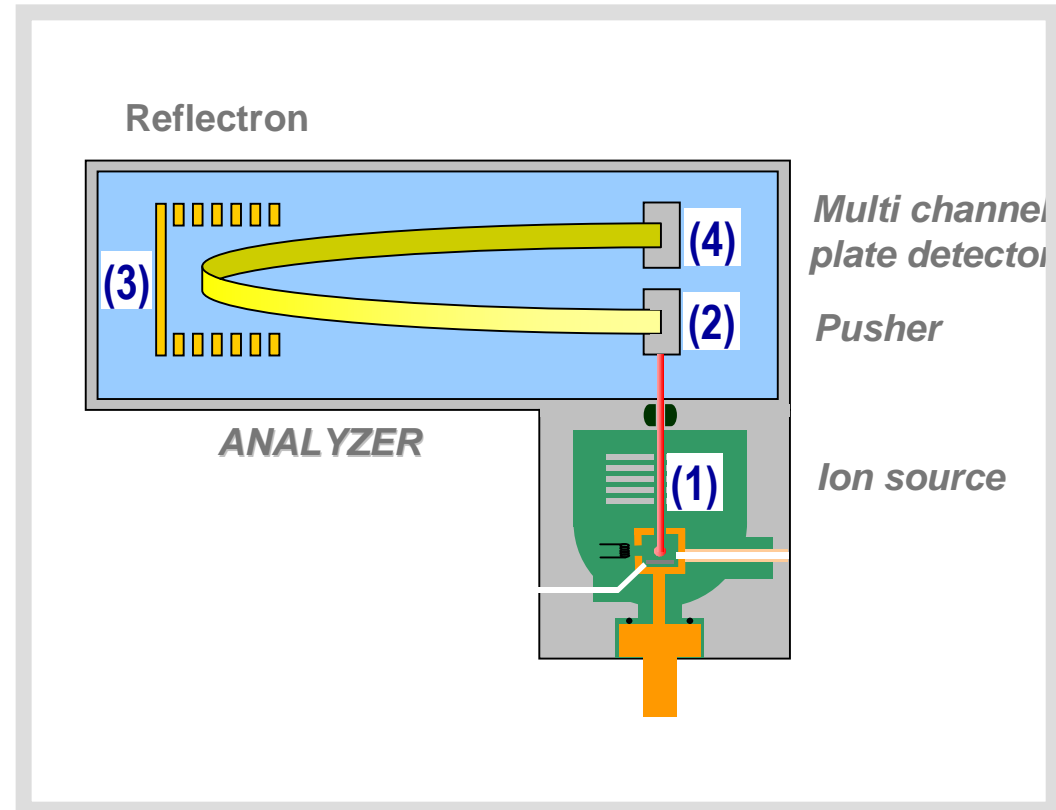 Reflectron
Multi channel
plate detector
(4)
(3)
(2)
Pusher
ANALYZER
(1)
Ion source